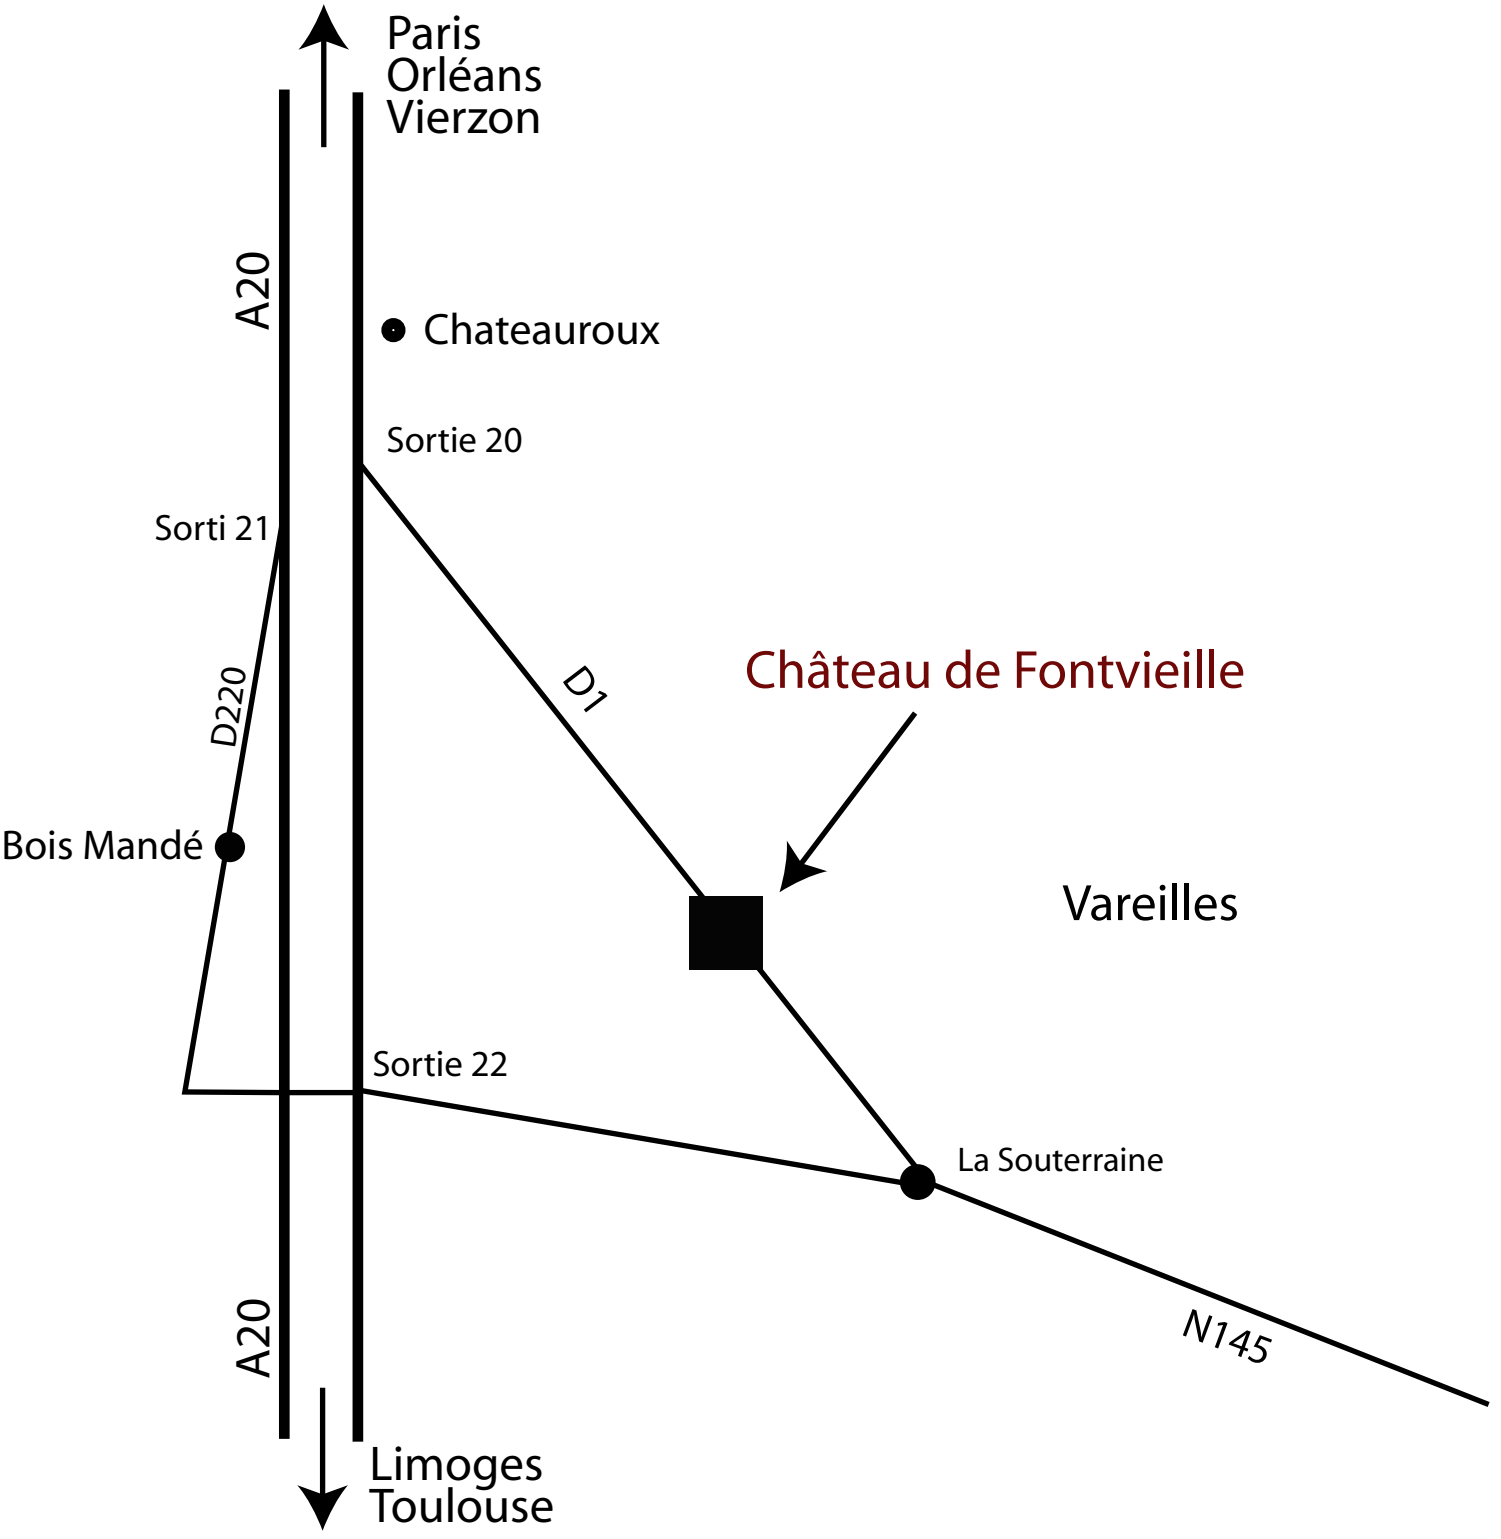 Paris
Orléans
Vierzon
A20
Chateauroux
Sortie 20
Sorti 21
D220
D1
Château de Fontvieille
Bois Mandé
Vareilles
Sortie 22
La Souterraine
N145
A20
Limoges
Toulouse